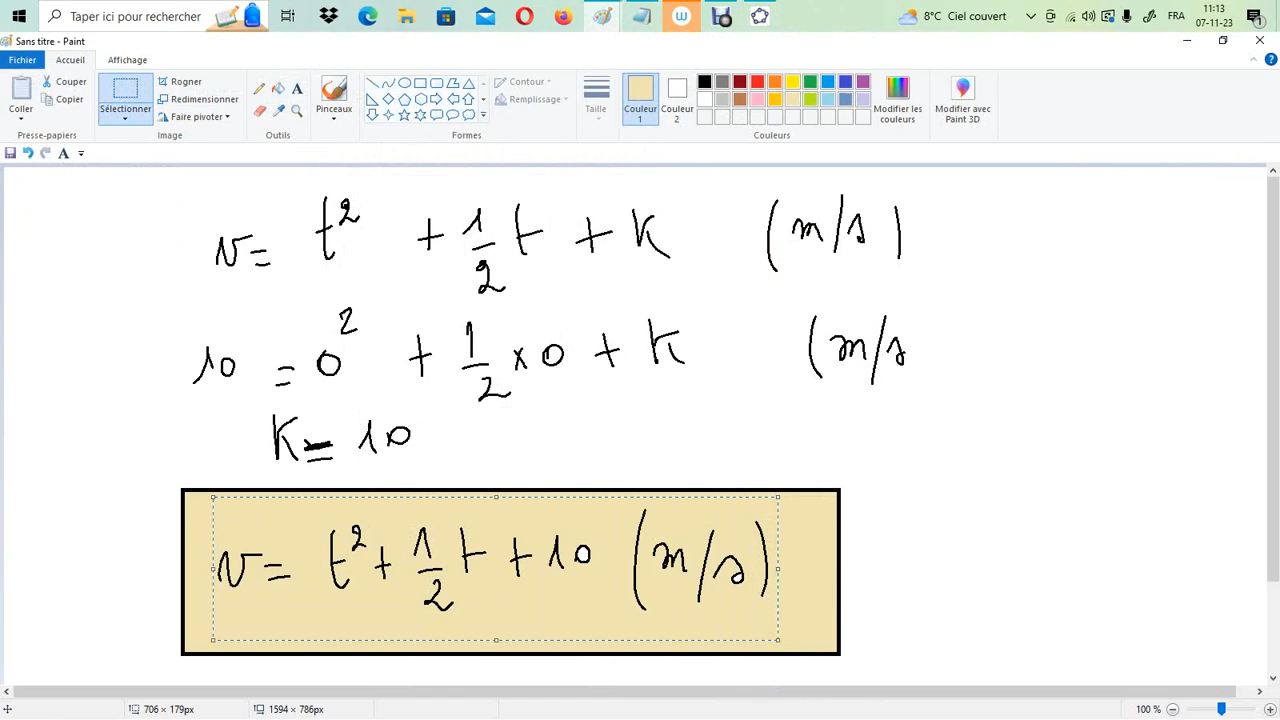 Taper ici pour rechercher
8°C Ciel couvert
FRA
11:13
07-11-23
1
Sans titre - Paint
Fichier Accueil Affichage
Coller
Couper
Copier
Presse-papiers
Sélectionner
Rogner
Redimensionner
Faire pivoter
Image
Outils
Pinceaux
Formes
Contour
Remplissage
Taille
Couleur 1
Couleur 2
Modifier les couleurs
Couleurs
Modifier avec Paint 3D
v = t² + 1/2 t + K (m/s)
10 = 0² + 1/2 × 0 + K (m/s
K = 10
v = t² + 1/2 t + 10 (m/s)
706 × 179px
1594 × 786px
100 %